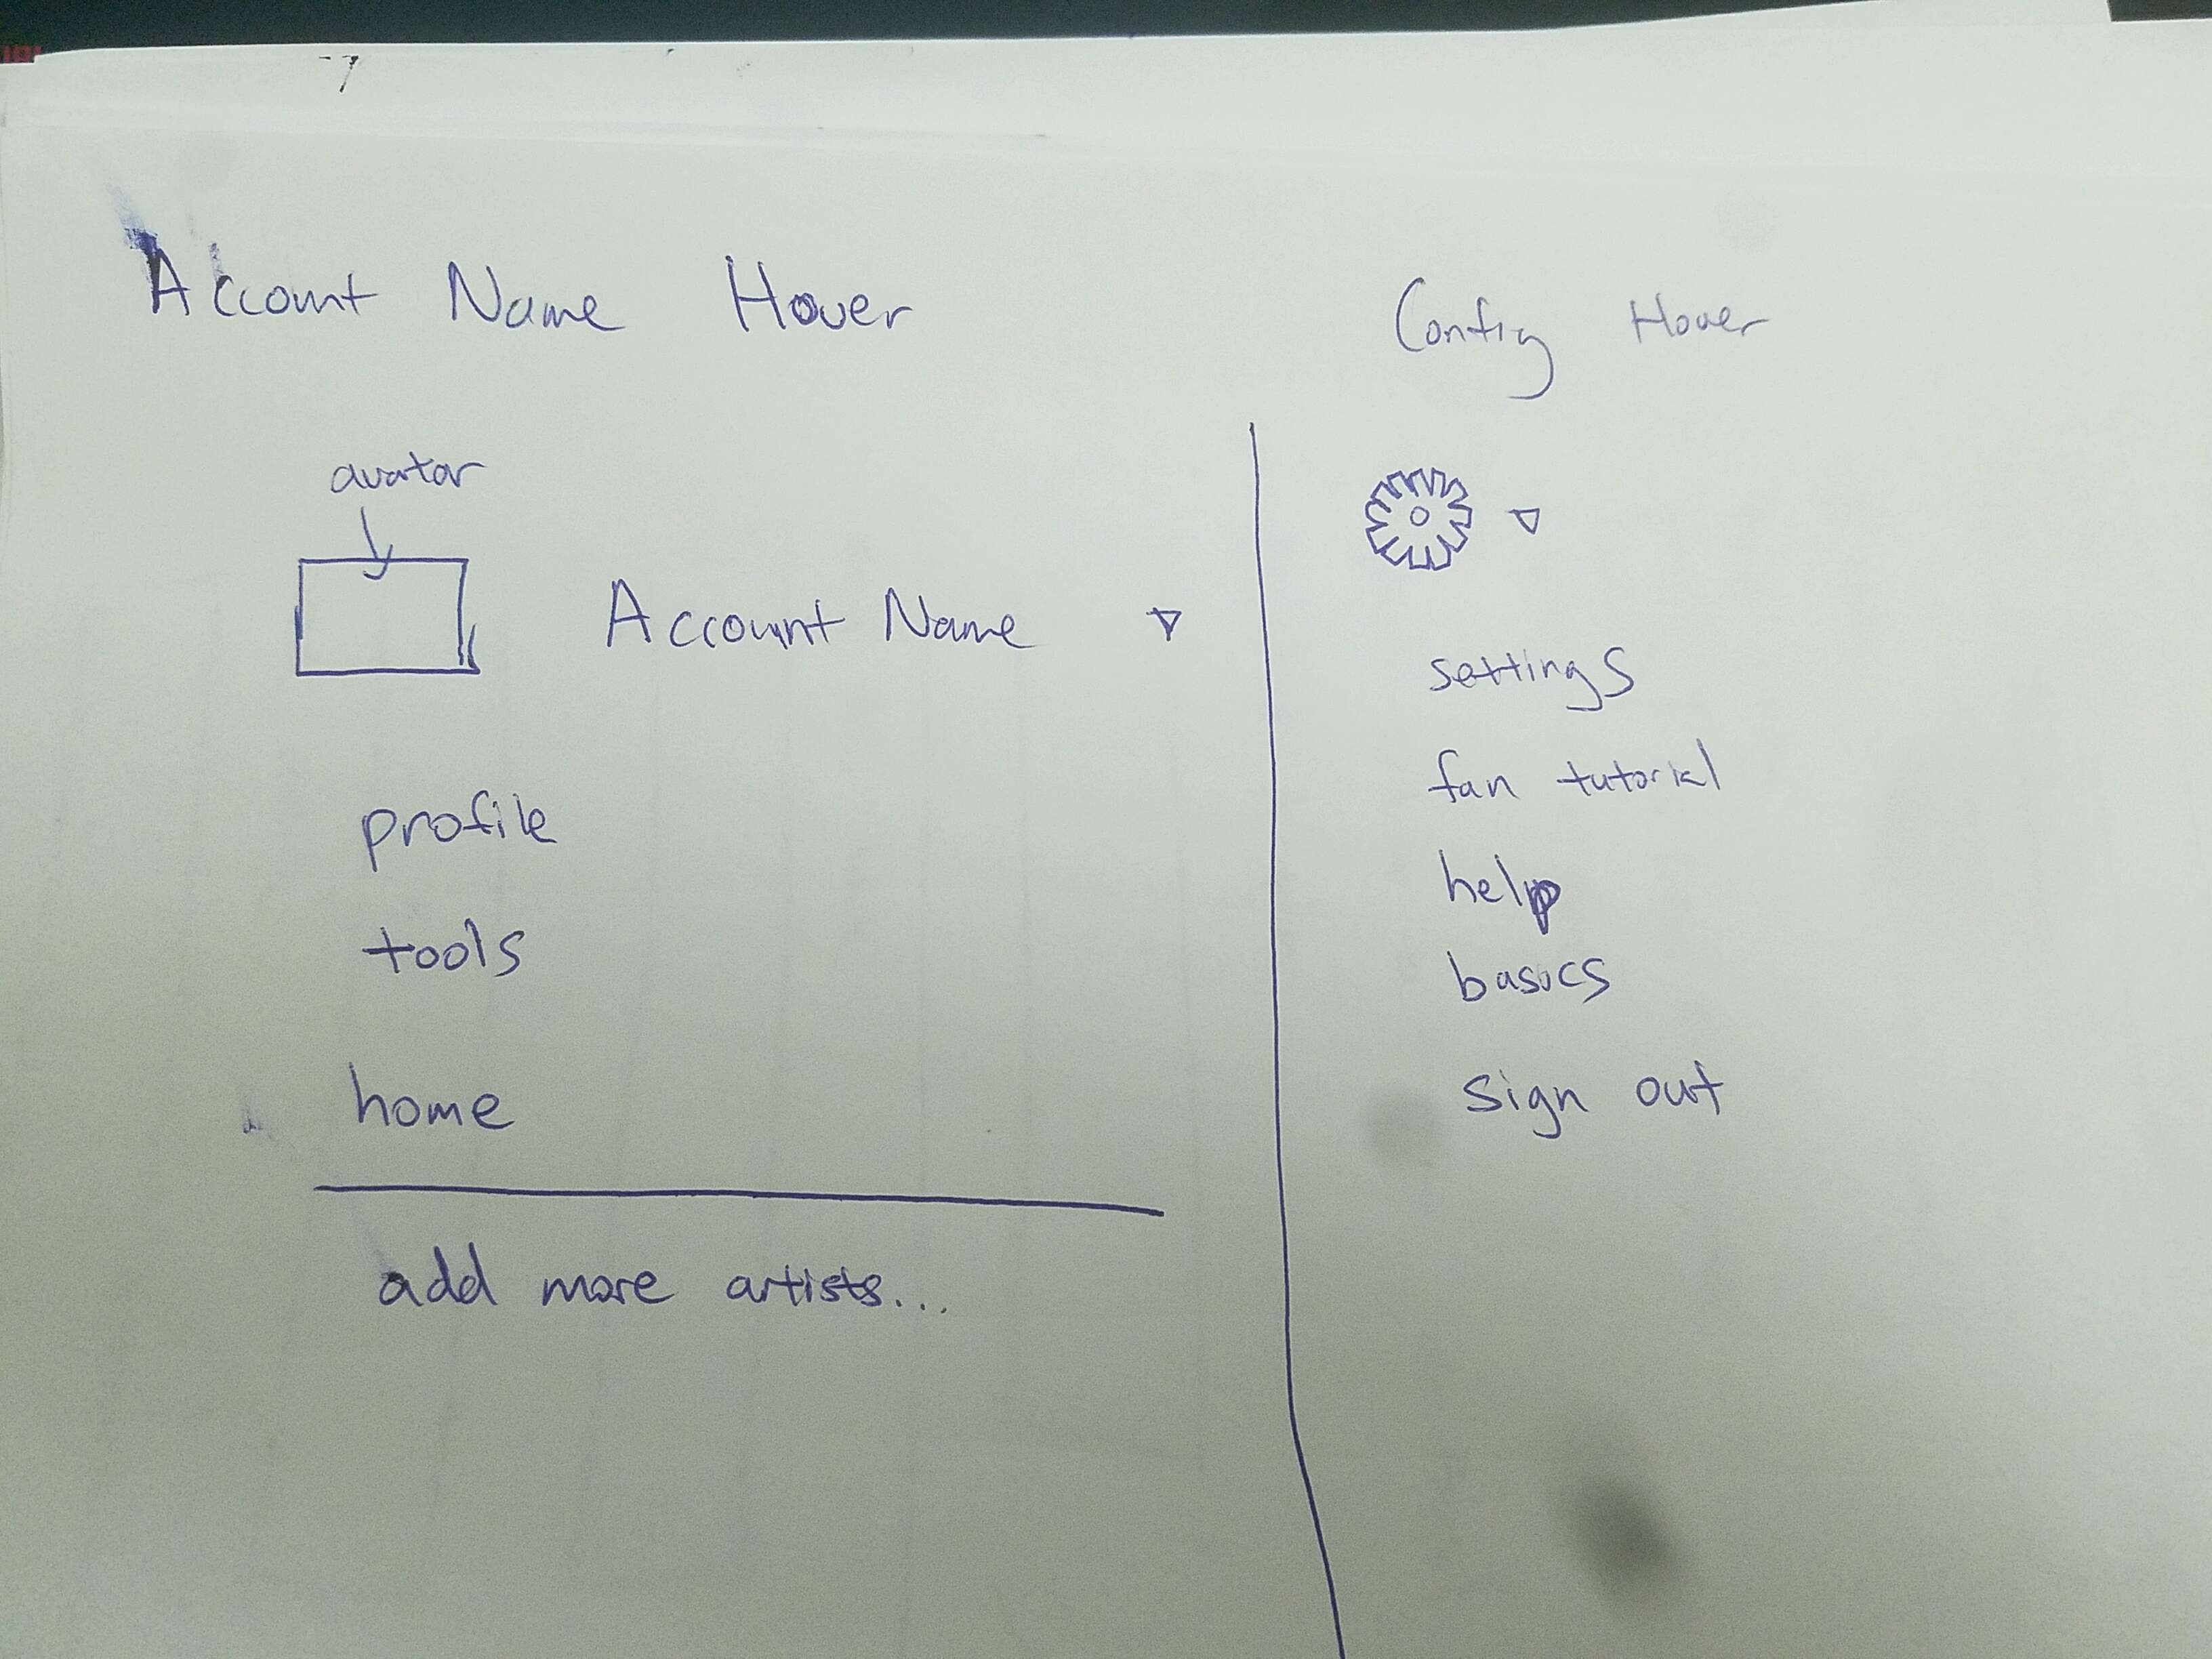 Account Name Hover
avatar
Account Name
profile
tools
home
add more artists...
Config Hover
settings
fan tutorial
help
basics
sign out